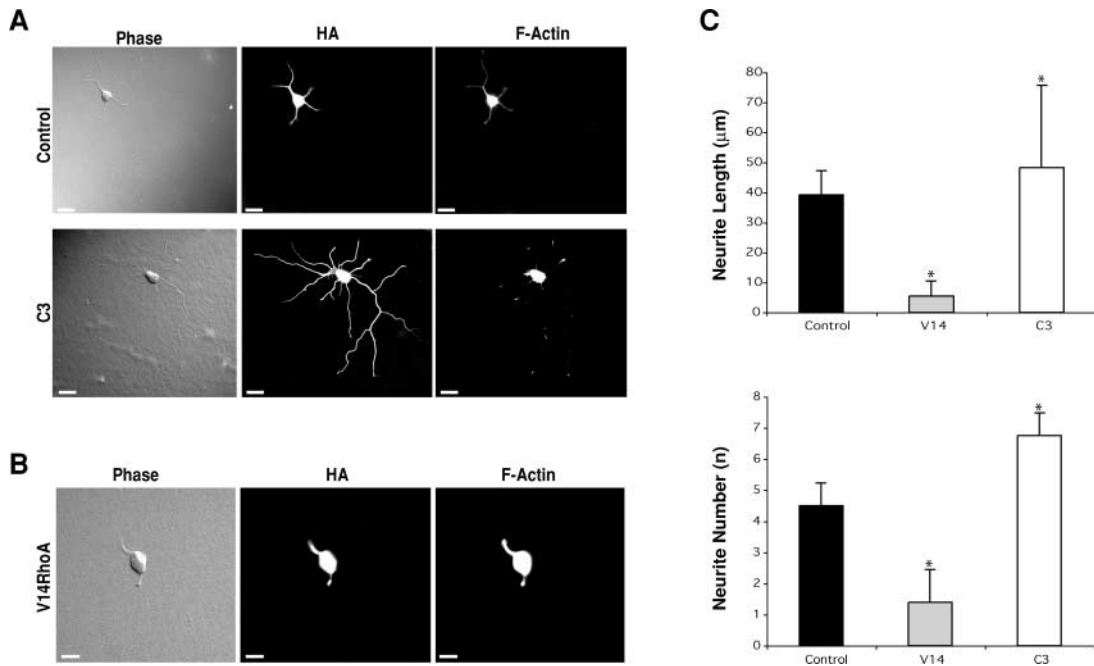 A
Phase HA F-Actin
Control
C3
B
Phase HA F-Actin
V14RhoA
C
Neurite Length (μm)
80
70
60
50
40
30
20
10
0
*
*
Control V14 C3
Neurite Number (n)
8
7
6
5
4
3
2
1
0
*
*
Control V14 C3